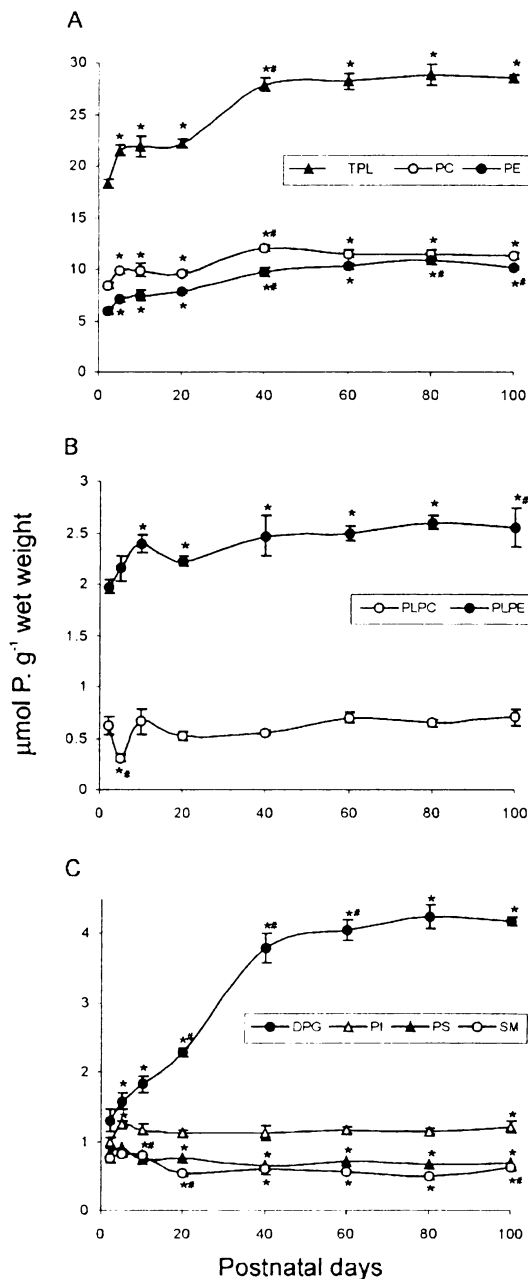 A
30
25
20
15
10
5
0
TPL PC PE
* * * * *# * * *
* * * * *# * * *
* * * * *# * *# *#
0 20 40 60 80 100
B
3
2.5
2
1.5
1
0.5
0
PLPC PLPE
* * * * * *#
*#
0 20 40 60 80 100
C
4
3
2
1
0
DPG PI PS SM
* * *# *# *# * *
* *
*# * * * * *
*# * * * *#
0 20 40 60 80 100
µmol P. g⁻¹ wet weight
Postnatal days